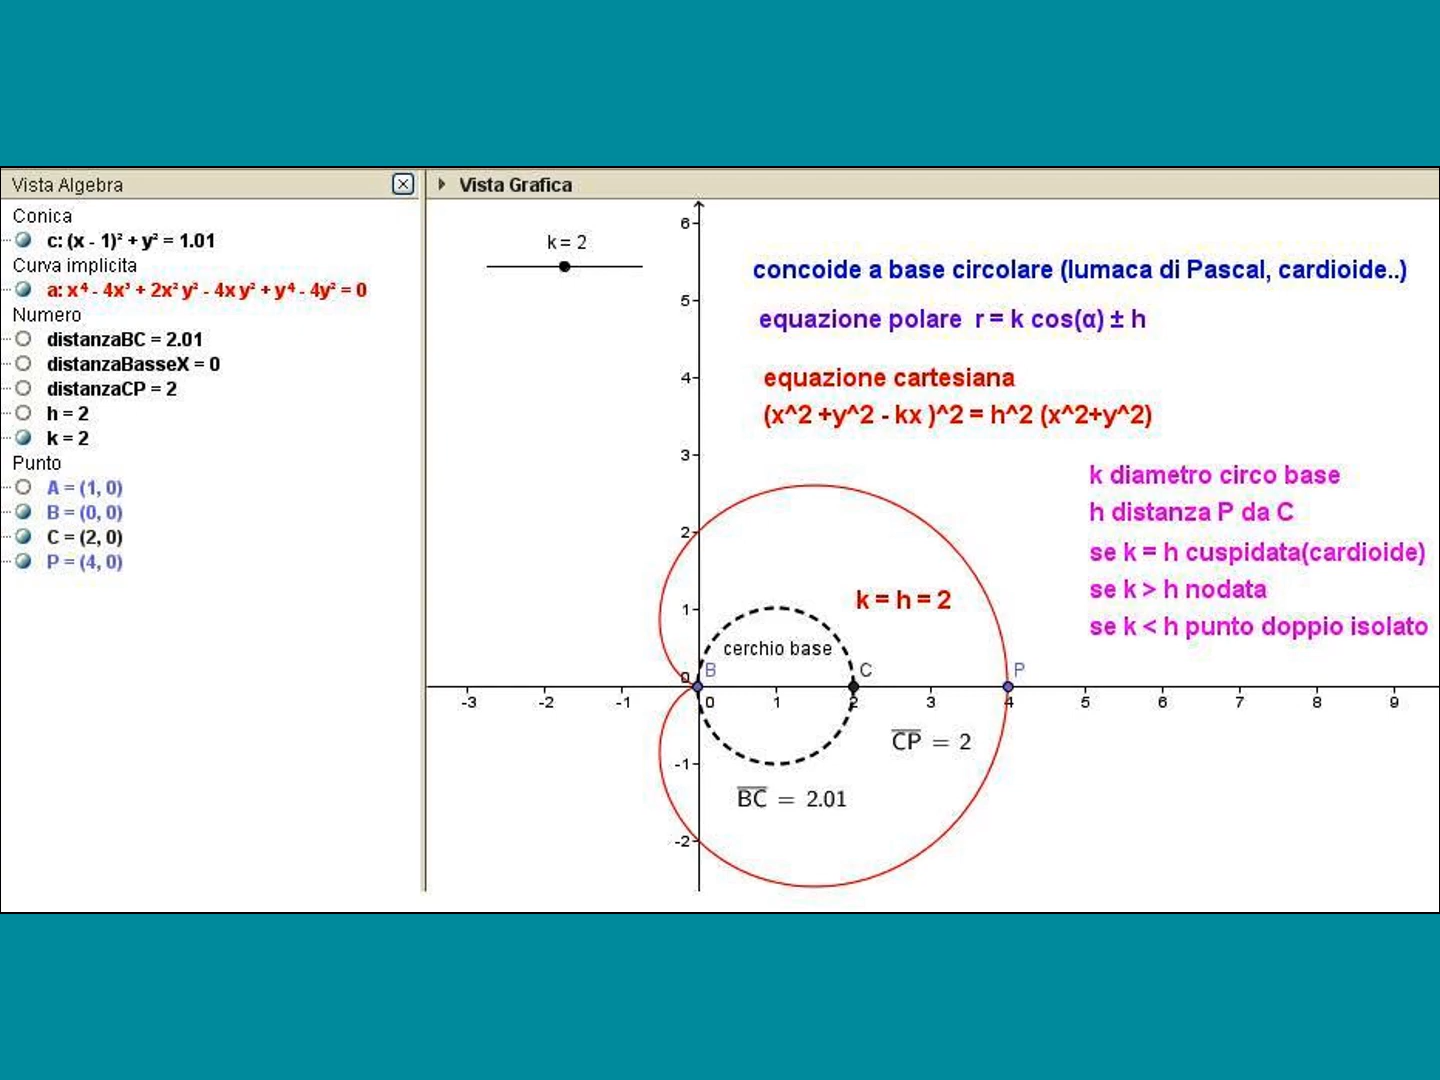 Vista Algebra
Conica
c: (x - 1)² + y² = 1.01
Curva implicita
a: x⁴ - 4x³ + 2x² y² - 4x y² + y⁴ - 4y² = 0
Numero
distanzaBC = 2.01
distanzaBasseX = 0
distanzaCP = 2
h = 2
k = 2
Punto
A = (1, 0)
B = (0, 0)
C = (2, 0)
P = (4, 0)
Vista Grafica
k = 2
concoide a base circolare (lumaca di Pascal, cardioide..)
equazione polare r = k cos(α) ± h
equazione cartesiana
(x^2 +y^2 - kx )^2 = h^2 (x^2+y^2)
k diametro circo base
h distanza P da C
se k = h cuspidata(cardioide)
se k > h nodata
se k < h punto doppio isolato
k = h = 2
cerchio base
B
C
P
CP = 2
BC = 2.01
6
5
4
3
2
1
0
-1
-2
-3 -2 -1 0 1 2 3 4 5 6 7 8 9